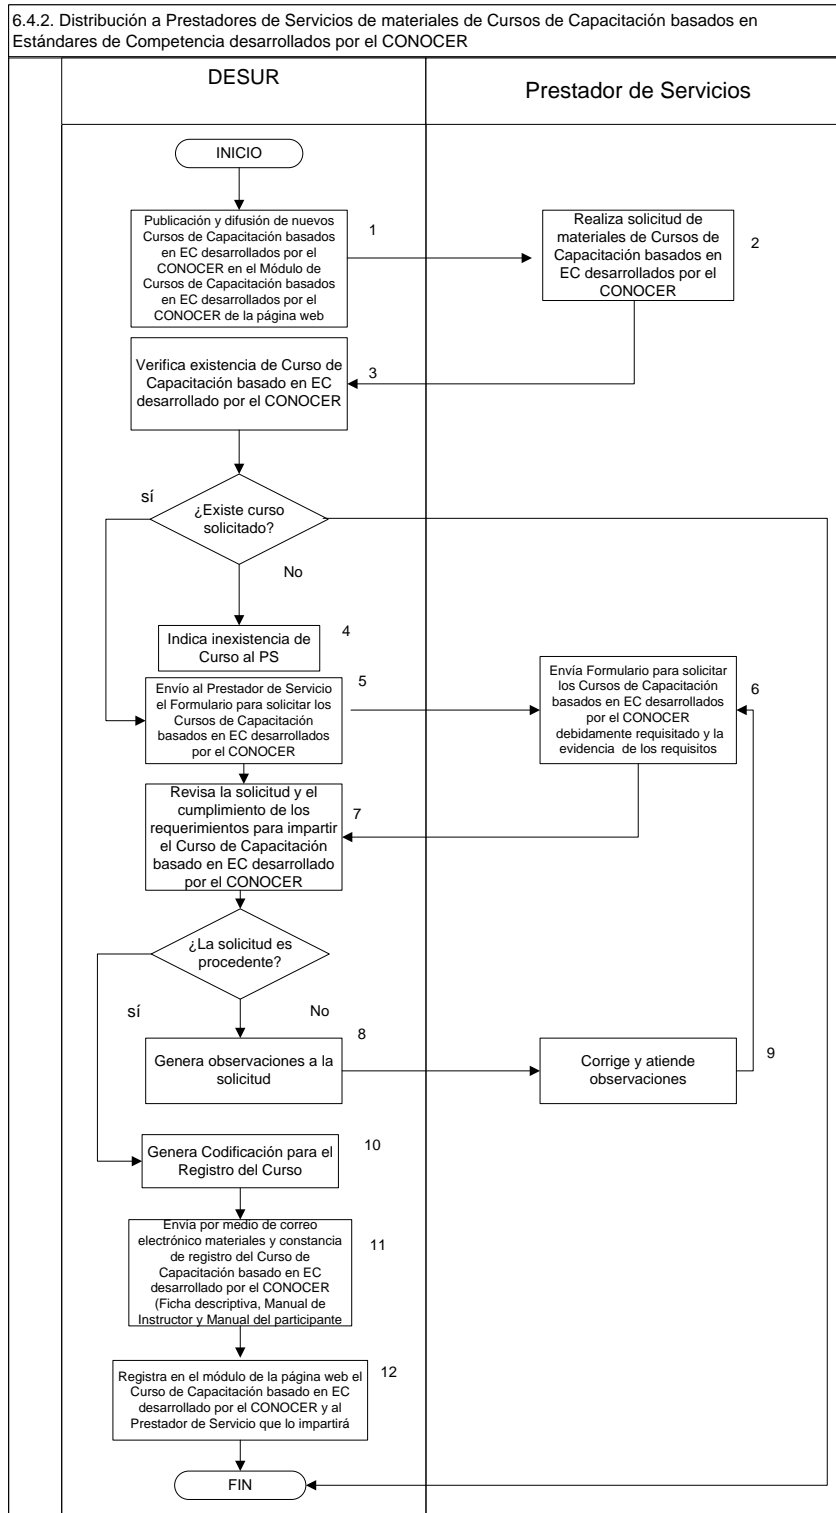 6.4.2. Distribución a Prestadores de Servicios de materiales de Cursos de Capacitación basados en
Estándares de Competencia desarrollados por el CONOCER
DESUR
Prestador de Servicios
INICIO
Publicación y difusión de nuevos
Cursos de Capacitación basados
en EC desarrollados por el
CONOCER en el Módulo de
Cursos de Capacitación basados
en EC desarrollados por el
CONOCER de la página web
1
Realiza solicitud de
materiales de Cursos de
Capacitación basados en
EC desarrollados por el
CONOCER
2
Verifica existencia de Curso de
Capacitación basado en EC
desarrollado por el CONOCER
3
sí
¿Existe curso
solicitado?
No
Indica inexistencia de
Curso al PS
4
Envío al Prestador de Servicio
el Formulario para solicitar los
Cursos de Capacitación
basados en EC desarrollados
por el CONOCER
5
Envía Formulario para solicitar
los Cursos de Capacitación
basados en EC desarrollados
por el CONOCER
debidamente requisitado y la
evidencia de los requisitos
6
Revisa la solicitud y el
cumplimiento de los
requerimientos para impartir
el Curso de Capacitación
basado en EC desarrollado
por el CONOCER
7
¿La solicitud es
procedente?
sí
No
Genera observaciones a la
solicitud
8
Corrige y atiende
observaciones
9
Genera Codificación para el
Registro del Curso
10
Envía por medio de correo
electrónico materiales y constancia
de registro del Curso de
Capacitación basado en EC
desarrollado por el CONOCER
(Ficha descriptiva, Manual de
Instructor y Manual del participante
11
Registra en el módulo de la página web el
Curso de Capacitación basado en EC
desarrollado por el CONOCER y al
Prestador de Servicio que lo impartirá
12
FIN